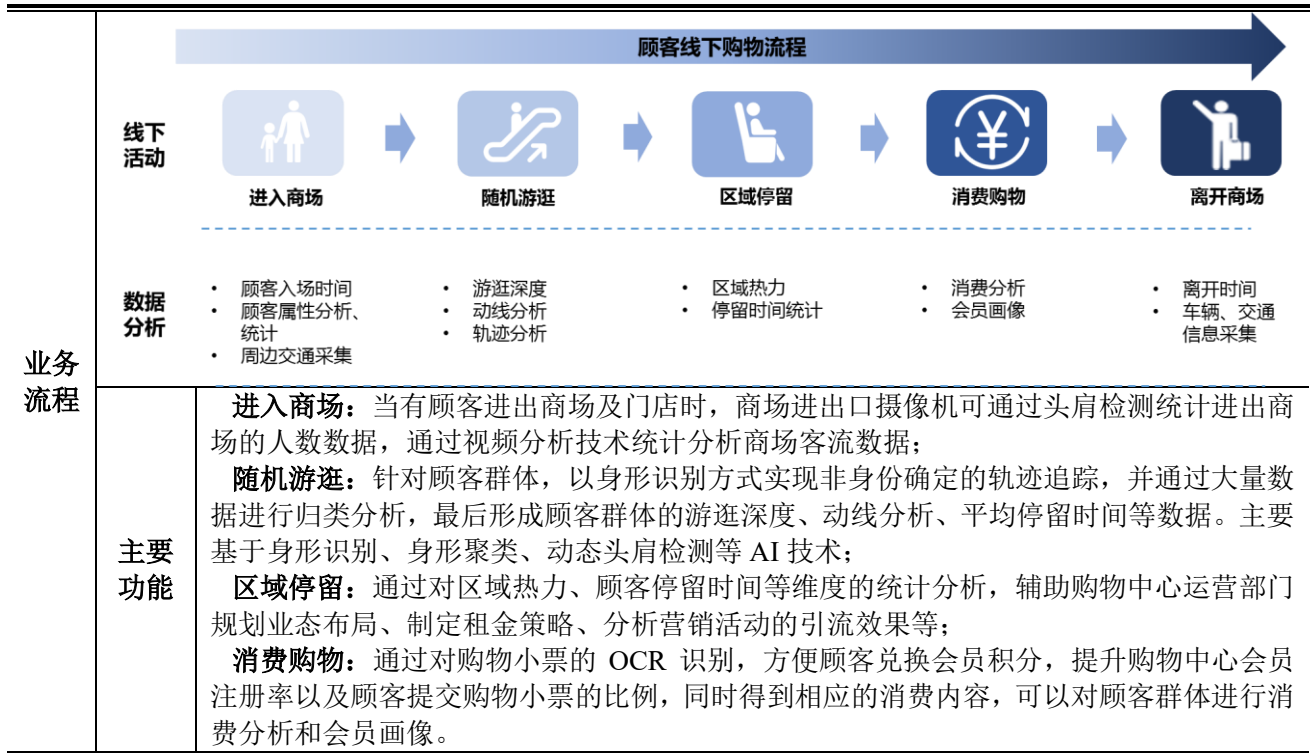 顾客线下购物流程
线下
活动
进入商场
随机游逛
区域停留
消费购物
离开商场
数据
分析
• 顾客入场时间
• 顾客属性分析、
统计
• 周边交通采集
• 游逛深度
• 动线分析
• 轨迹分析
• 区域热力
• 停留时间统计
• 消费分析
• 会员画像
• 离开时间
• 车辆、交通
信息采集
业务
流程
主要
功能
进入商场：当有顾客进出商场及门店时，商场进出口摄像机可通过头肩检测统计进出商
场的人数数据，通过视频分析技术统计分析商场客流数据；
随机游逛：针对顾客群体，以身形识别方式实现非身份确定的轨迹追踪，并通过大量数
据进行归类分析，最后形成顾客群体的游逛深度、动线分析、平均停留时间等数据。主要
基于身形识别、身形聚类、动态头肩检测等 AI 技术；
区域停留：通过对区域热力、顾客停留时间等维度的统计分析，辅助购物中心运营部门
规划业态布局、制定租金策略、分析营销活动的引流效果等；
消费购物：通过对购物小票的 OCR 识别，方便顾客兑换会员积分，提升购物中心会员
注册率以及顾客提交购物小票的比例，同时得到相应的消费内容，可以对顾客群体进行消
费分析和会员画像。